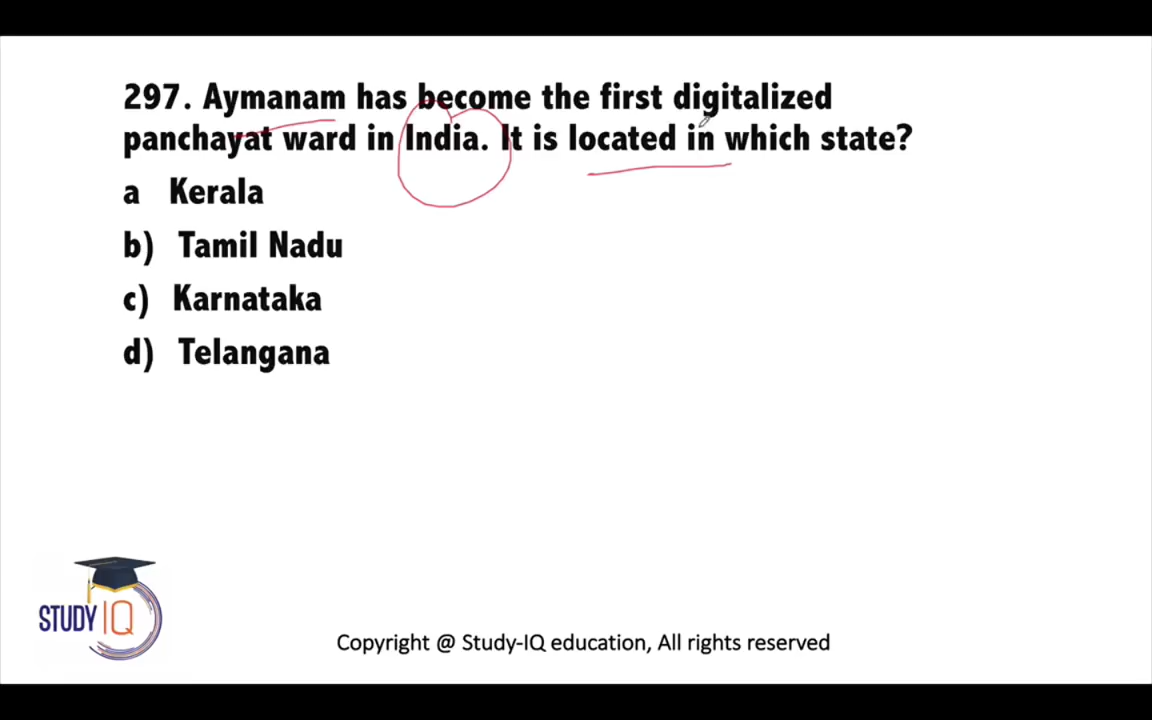 297. Aymanam has become the first digitalized
panchayat ward in India. It is located in which state?
a Kerala
b) Tamil Nadu
c) Karnataka
d) Telangana
STUDY IQ
Copyright @ Study-IQ education, All rights reserved